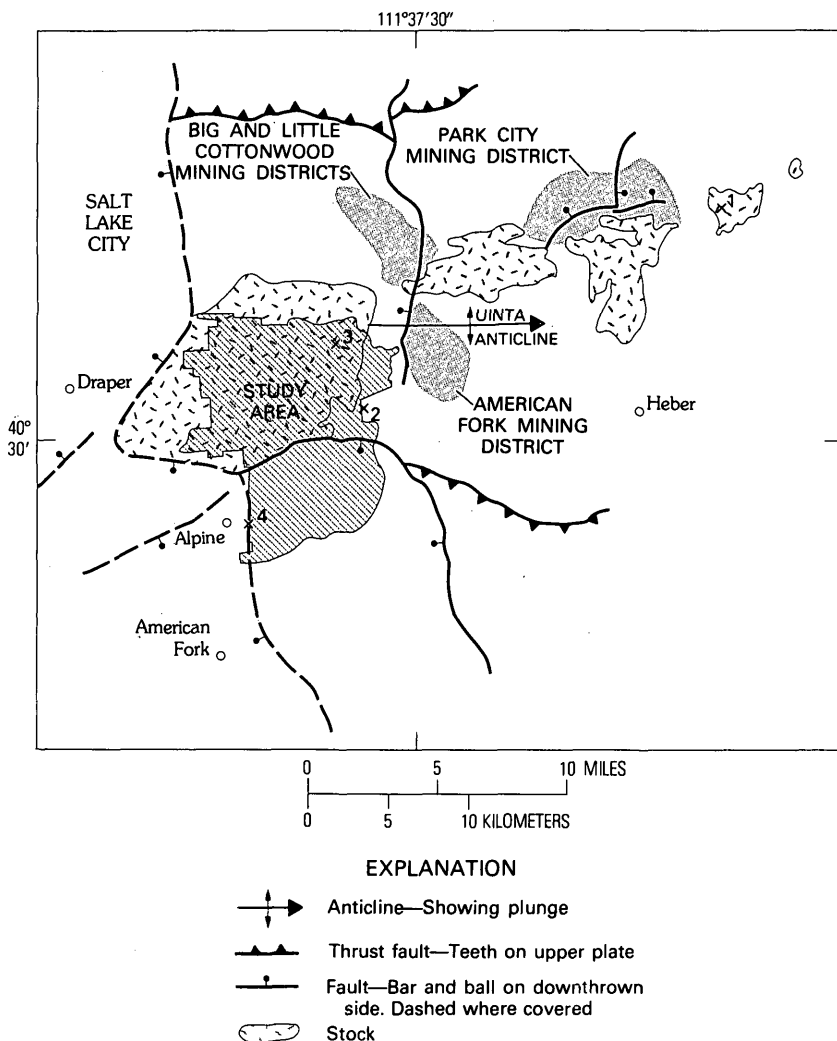 111°37'30"
BIG AND LITTLE
COTTONWOOD
MINING DISTRICTS
PARK CITY
MINING DISTRICT
SALT
LAKE
CITY
1
UINTA
ANTICLINE
3
Draper
STUDY
AREA
2
Heber
40°
30'
AMERICAN
FORK MINING
DISTRICT
4
Alpine
American
Fork
0 5 10 MILES
0 5 10 KILOMETERS
EXPLANATION
Anticline—Showing plunge
Thrust fault—Teeth on upper plate
Fault—Bar and ball on downthrown
side. Dashed where covered
Stock